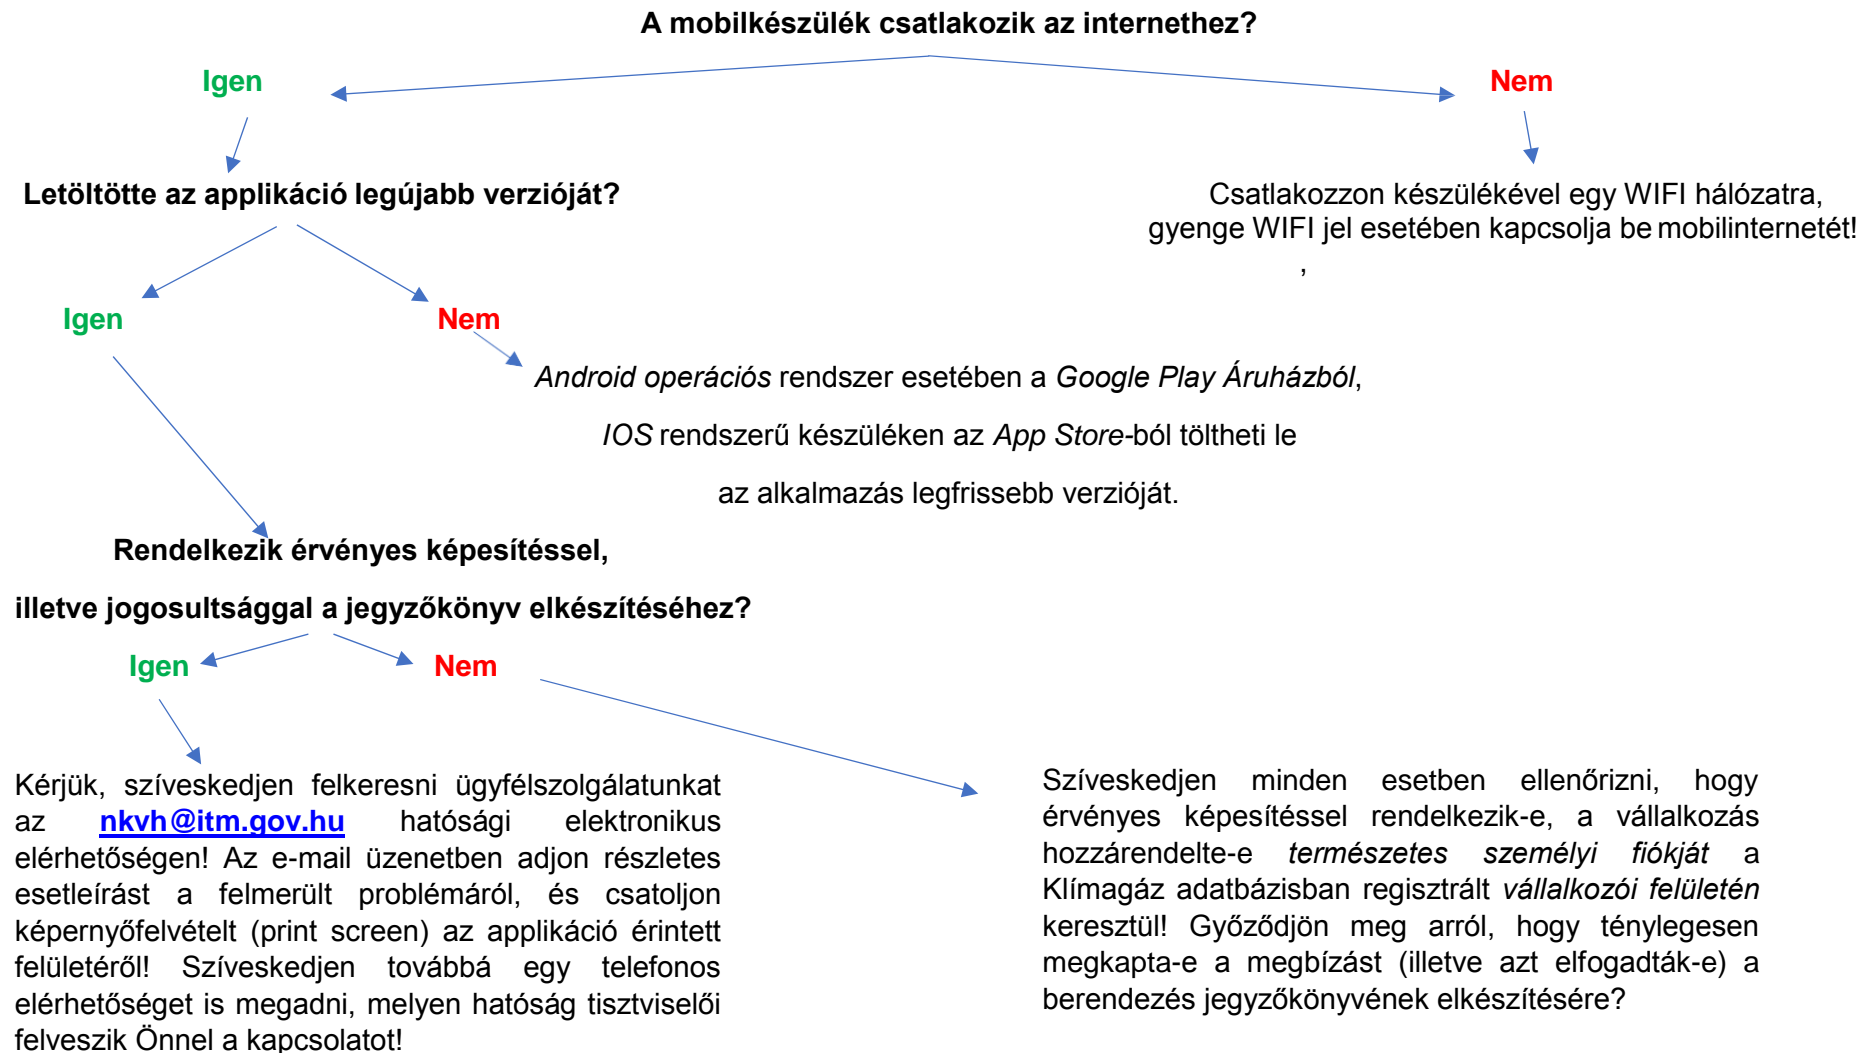 A mobilkészülék csatlakozik az internethez?
Igen
Nem
Letöltötte az applikáció legújabb verzióját?
Csatlakozzon készülékével egy WIFI hálózatra,
gyenge WIFI jel esetében kapcsolja be mobilinternetét!
,
Igen
Nem
Android operációs rendszer esetében a Google Play Áruházból,
IOS rendszerű készüléken az App Store-ból töltheti le
az alkalmazás legfrissebb verzióját.
Rendelkezik érvényes képesítéssel,
illetve jogosultsággal a jegyzőkönyv elkészítéséhez?
Igen
Nem
Kérjük, szíveskedjen felkeresni ügyfélszolgálatunkat
az nkvh@itm.gov.hu hatósági elektronikus
elérhetőségen! Az e-mail üzenetben adjon részletes
esetleírást a felmerült problémáról, és csatoljon
képernyőfelvételt (print screen) az applikáció érintett
felületéről! Szíveskedjen továbbá egy telefonos
elérhetőséget is megadni, melyen hatóság tisztviselői
felveszik Önnel a kapcsolatot!
Szíveskedjen minden esetben ellenőrizni, hogy
érvényes képesítéssel rendelkezik-e, a vállalkozás
hozzárendelte-e természetes személyi fiókját a
Klímagáz adatbázisban regisztrált vállalkozói felületén
keresztül! Győződjön meg arról, hogy ténylegesen
megkapta-e a megbízást (illetve azt elfogadták-e) a
berendezés jegyzőkönyvének elkészítésére?